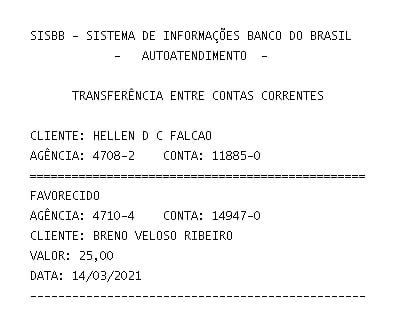 SISBB - SISTEMA DE INFORMAÇÕES BANCO DO BRASIL
- AUTOATENDIMENTO -
TRANSFERÊNCIA ENTRE CONTAS CORRENTES
CLIENTE: HELLEN D C FALCAO
AGÊNCIA: 4708-2 CONTA: 11885-0
================================================
FAVORECIDO
AGÊNCIA: 4710-4 CONTA: 14947-0
CLIENTE: BRENO VELOSO RIBEIRO
VALOR: 25,00
DATA: 14/03/2021
------------------------------------------------